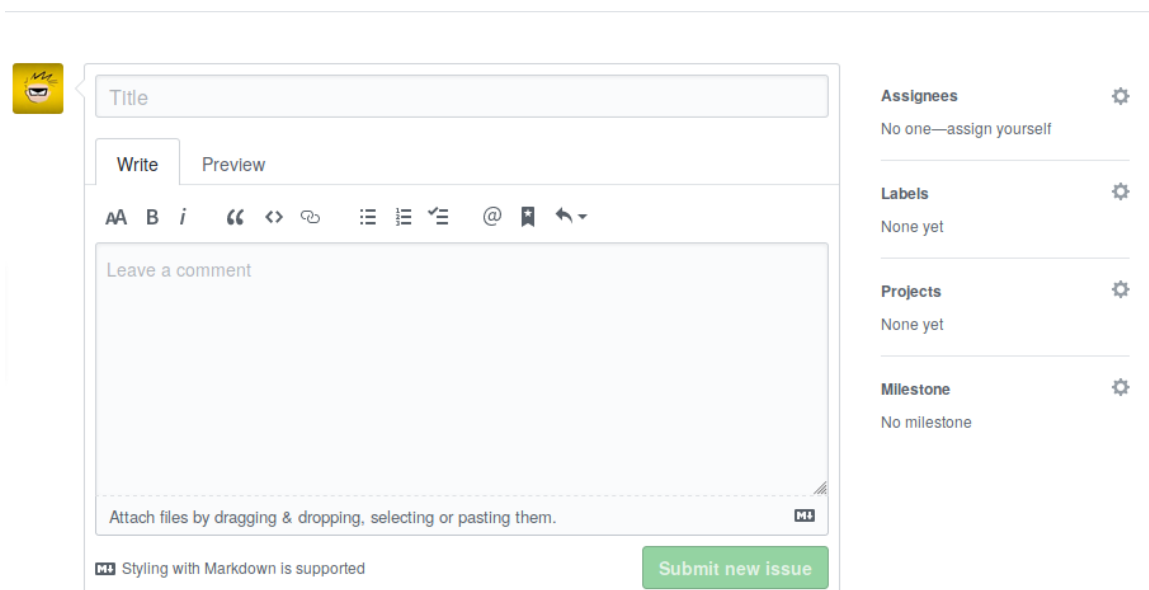 Title
Write Preview
AA B i
@
Leave a comment
Attach files by dragging & dropping, selecting or pasting them.
M
M Styling with Markdown is supported
Submit new issue
Assignees
No one—assign yourself
Labels
None yet
Projects
None yet
Milestone
No milestone